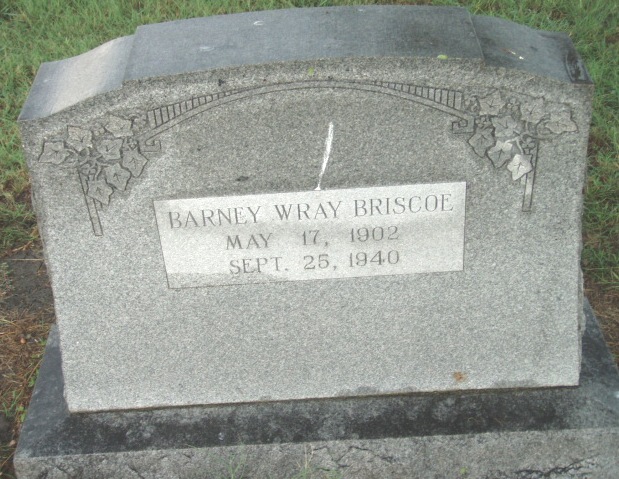 BARNEY WRAY BRISCOE
MAY 17, 1902
SEPT. 25, 1940